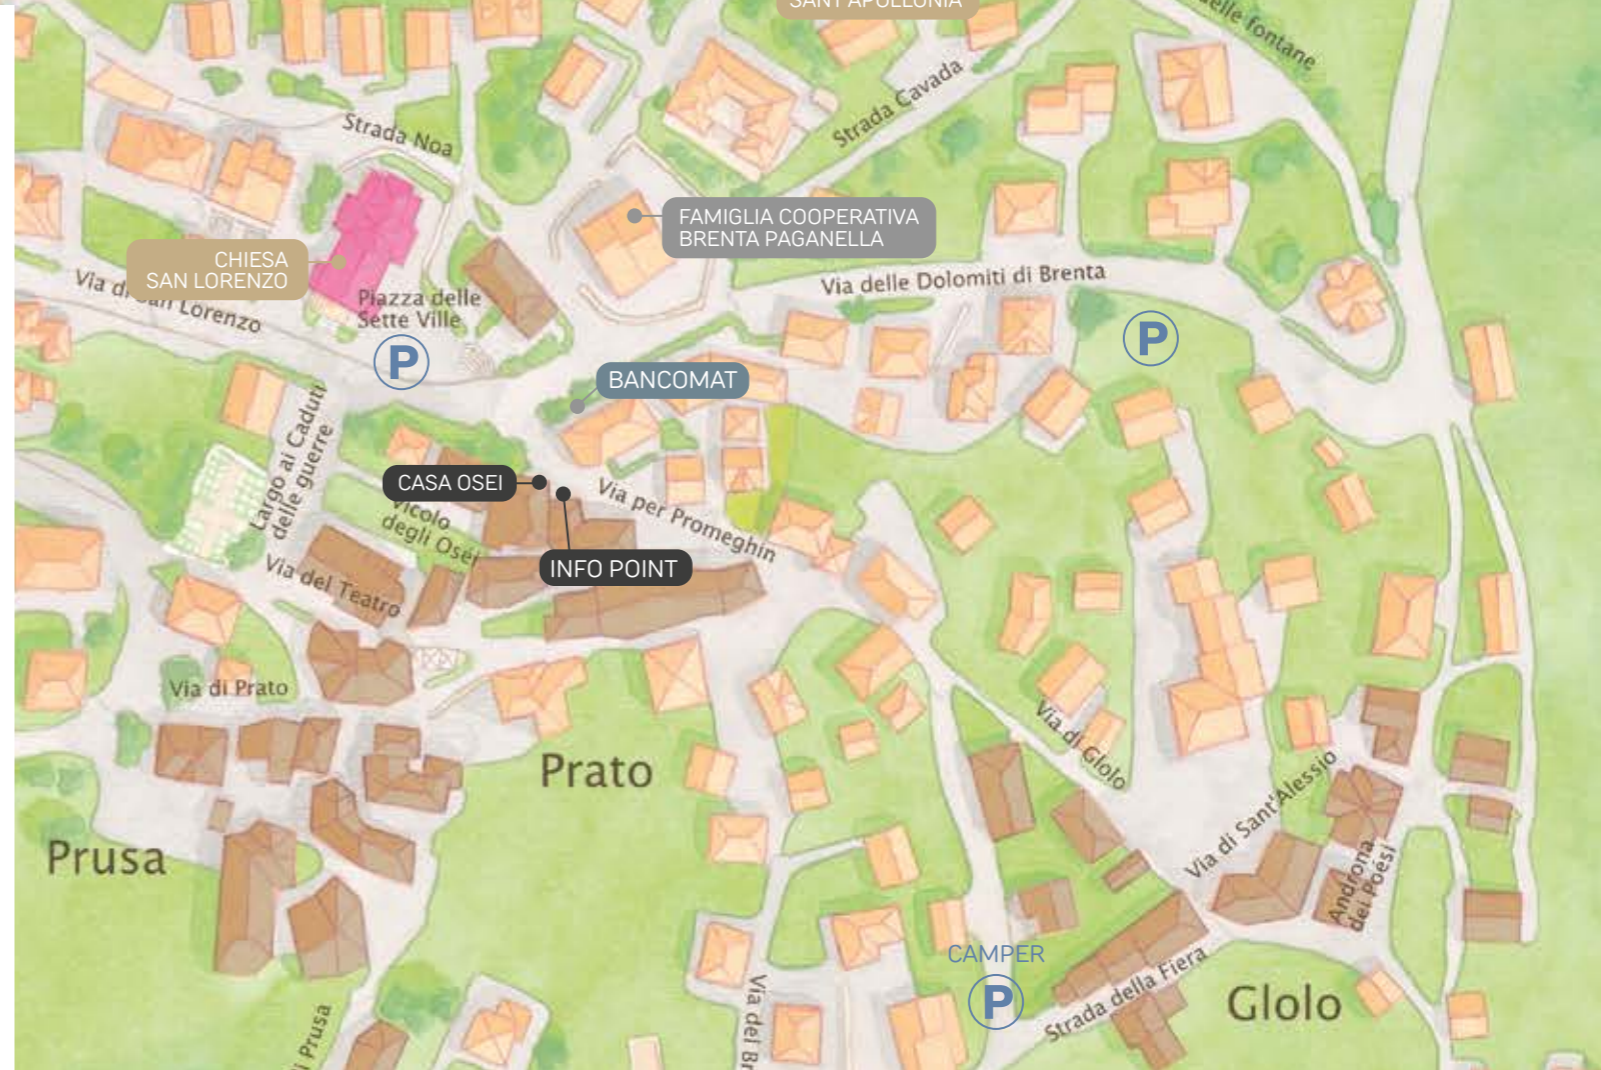 SANT'APOLLONIA
delle fontane
Strada Cavada
Strada Noa
FAMIGLIA COOPERATIVA
BRENTA PAGANELLA
CHIESA
SAN LORENZO
Via di San Lorenzo
Piazza delle
Sette Ville
P
Via delle Dolomiti di Brenta
P
BANCOMAT
Largo ai Caduti
delle guerre
CASA OSEI
Vicolo
degli Oséi
Via per Promeghin
INFO POINT
Via del Teatro
Via di Prato
Prato
Prusa
Via di Glolo
Via di Sant'Alessio
Androna
dei Poési
CAMPER
P
Strada della Fiera
Glolo
Via dei Br
i Prusa